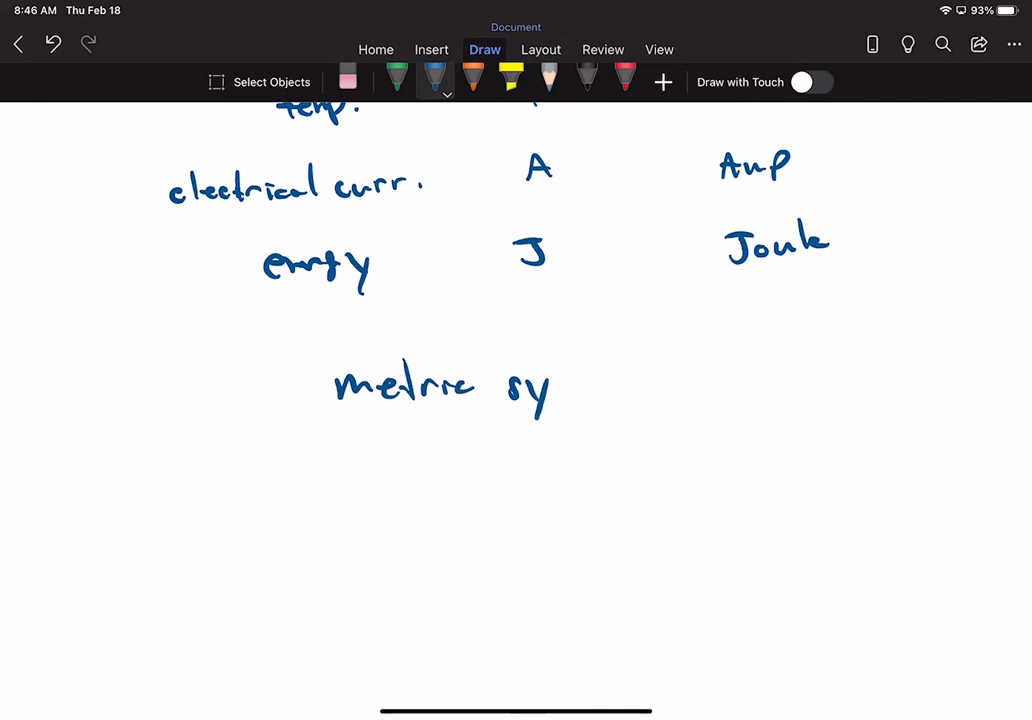 8:46 AM Thu Feb 18 93%
Document
Home Insert Draw Layout Review View
Select Objects Draw with Touch
temp.
electrical curr. A Amp
energy J Joule
metric sy